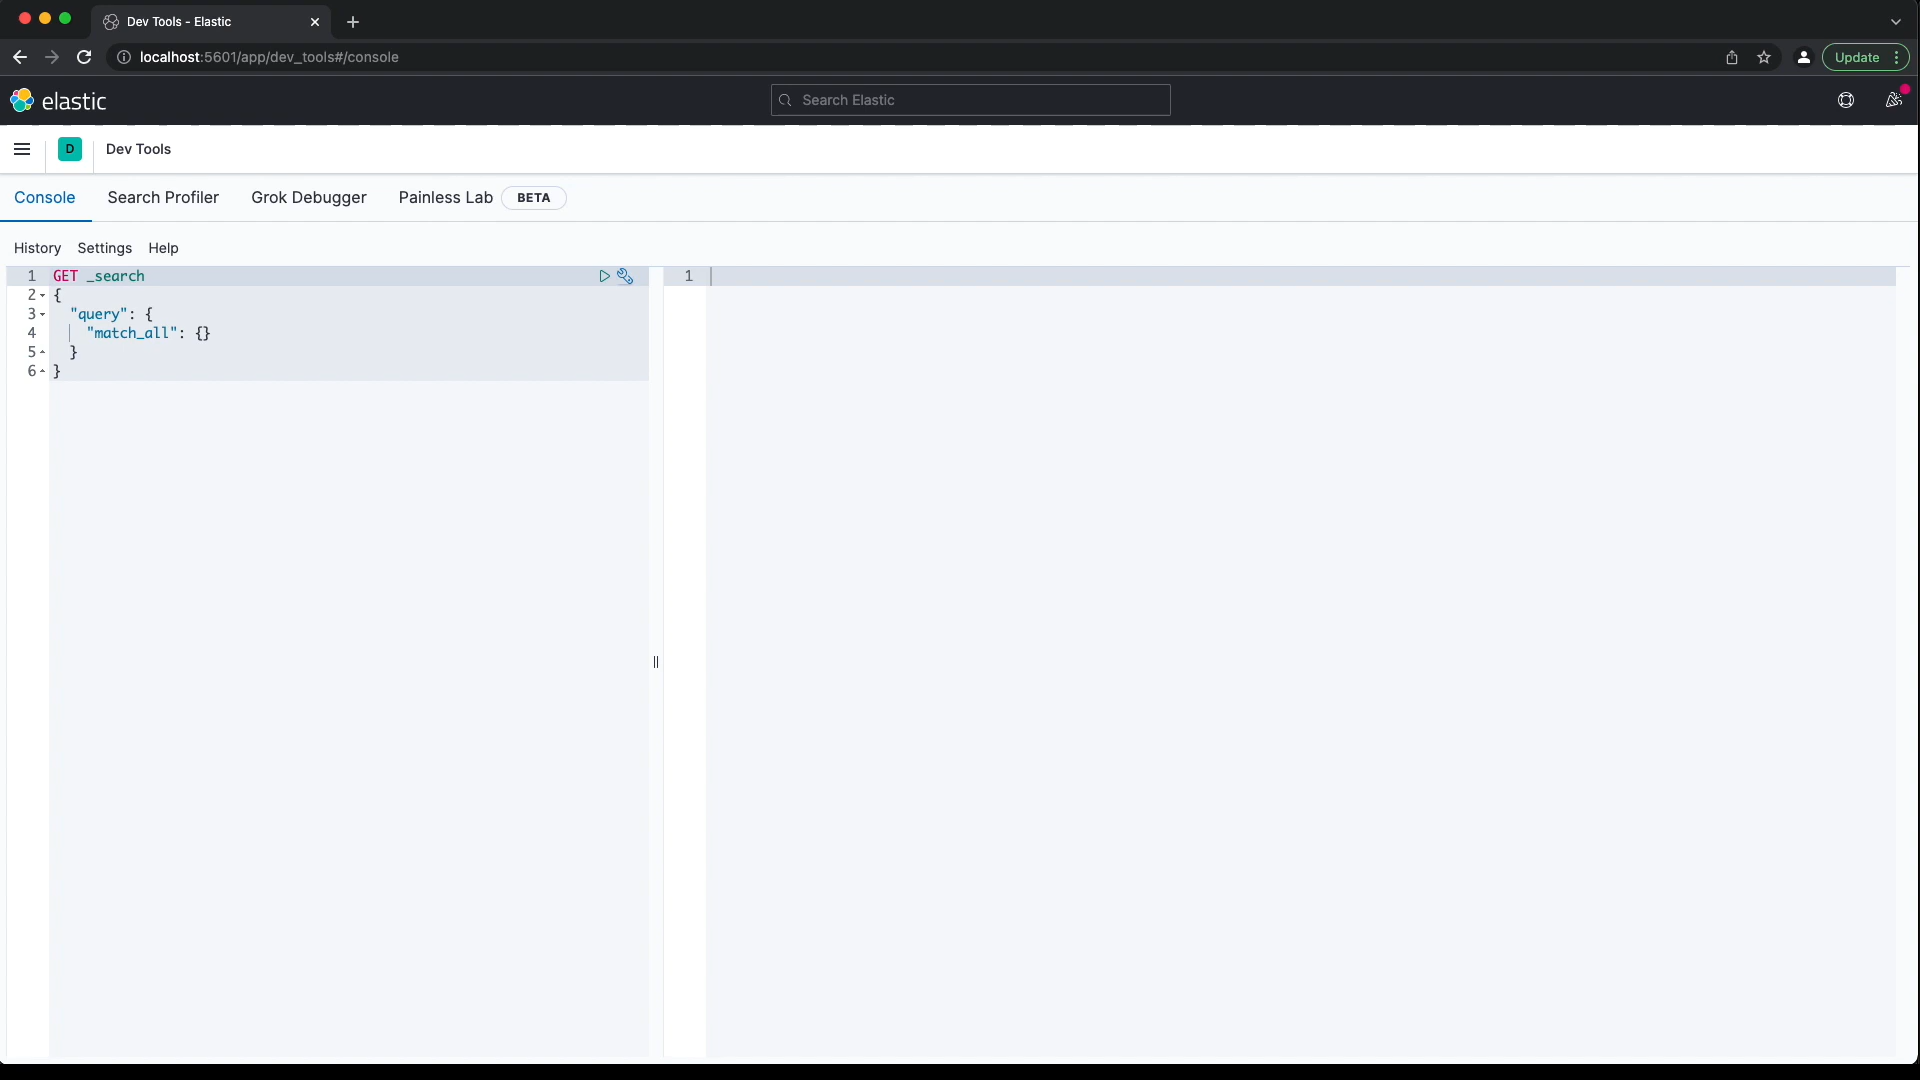 Dev Tools - Elastic
localhost:5601/app/dev_tools#/console
Update
elastic
Search Elastic
D
Dev Tools
Console
Search Profiler
Grok Debugger
Painless Lab
BETA
History
Settings
Help
1 GET _search
2 {
3 "query": {
4 "match_all": {}
5 }
6 }
1